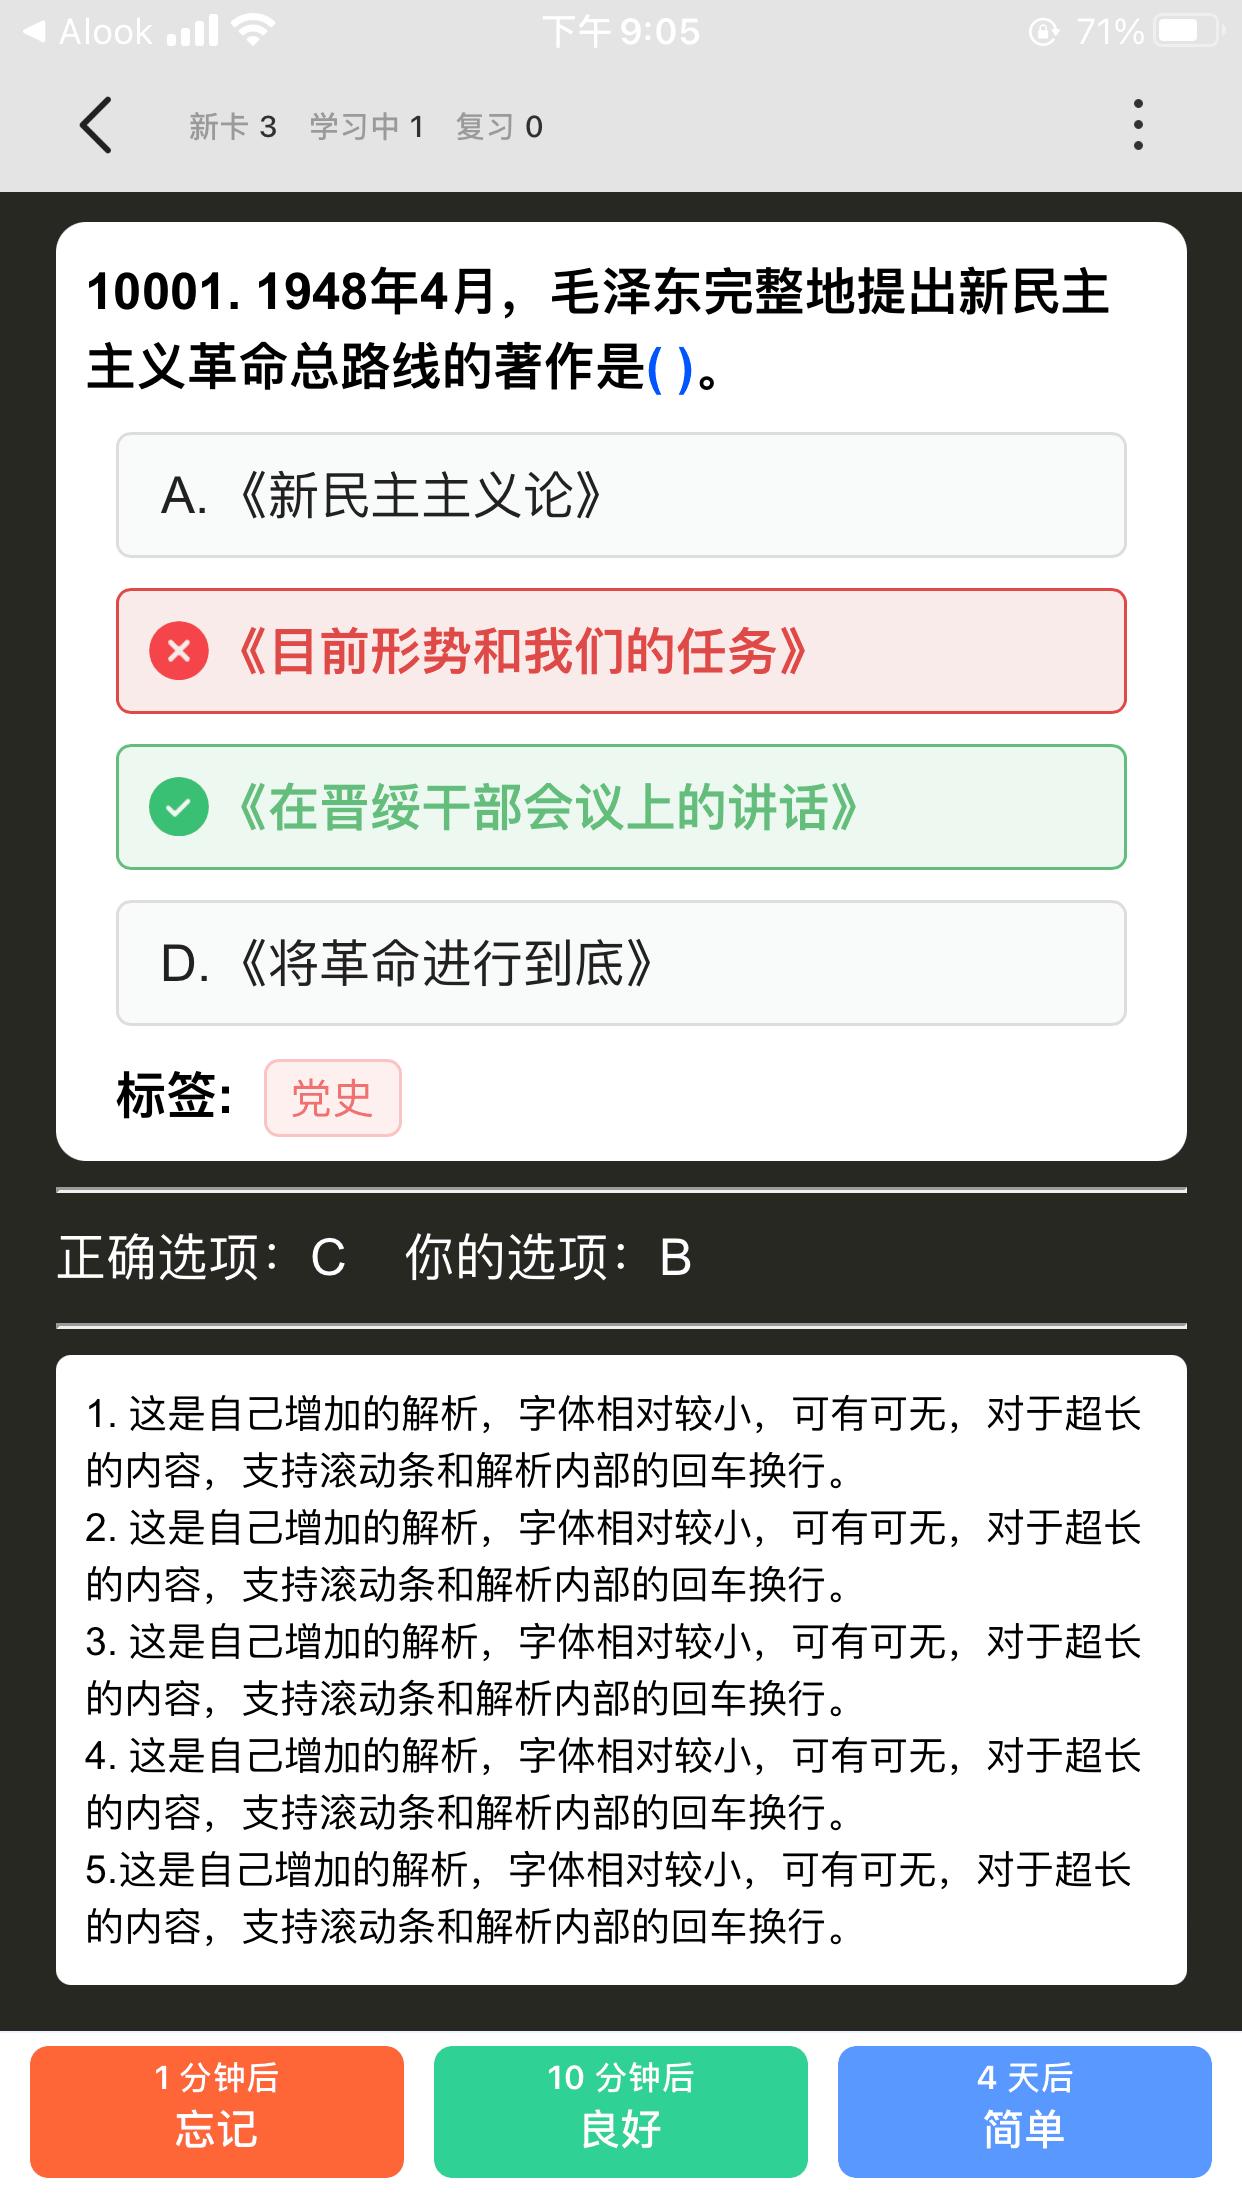 Alook 下午 9:05 71%
新卡 3 学习中 1 复习 0
10001. 1948年4月，毛泽东完整地提出新民主
主义革命总路线的著作是( )。
A.《新民主主义论》
《目前形势和我们的任务》
《在晋绥干部会议上的讲话》
D.《将革命进行到底》
标签: 党史
正确选项：C 你的选项：B
1. 这是自己增加的解析，字体相对较小，可有可无，对于超长
的内容，支持滚动条和解析内部的回车换行。
2. 这是自己增加的解析，字体相对较小，可有可无，对于超长
的内容，支持滚动条和解析内部的回车换行。
3. 这是自己增加的解析，字体相对较小，可有可无，对于超长
的内容，支持滚动条和解析内部的回车换行。
4. 这是自己增加的解析，字体相对较小，可有可无，对于超长
的内容，支持滚动条和解析内部的回车换行。
5.这是自己增加的解析，字体相对较小，可有可无，对于超长
的内容，支持滚动条和解析内部的回车换行。
1 分钟后 10 分钟后 4 天后
忘记 良好 简单